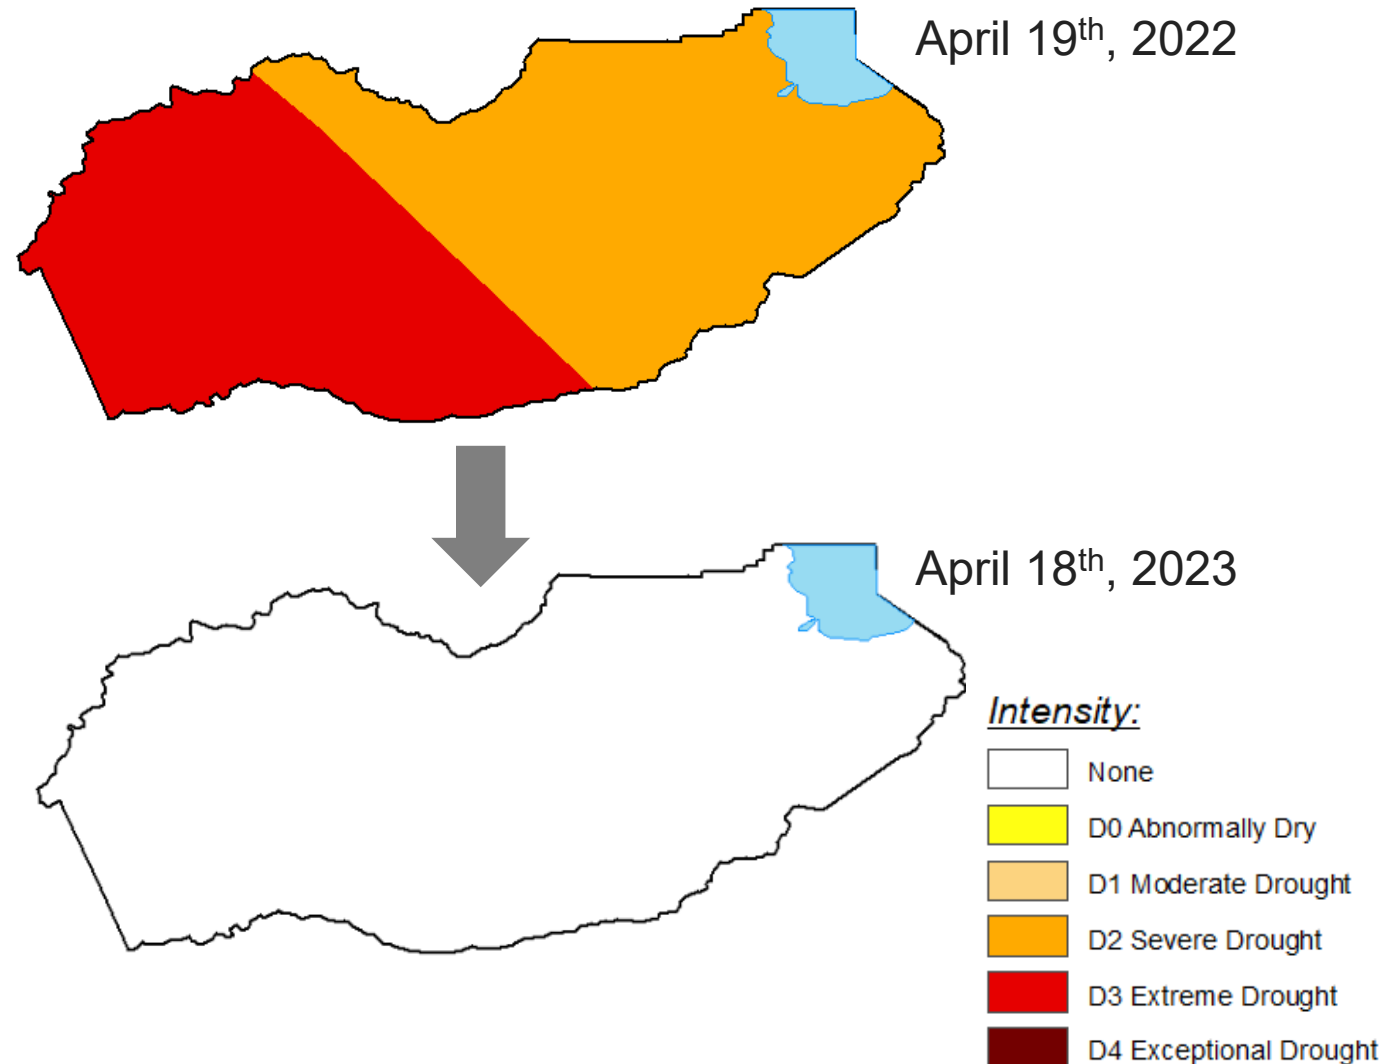 April 19th, 2022
April 18th, 2023
Intensity:
None
D0 Abnormally Dry
D1 Moderate Drought
D2 Severe Drought
D3 Extreme Drought
D4 Exceptional Drought